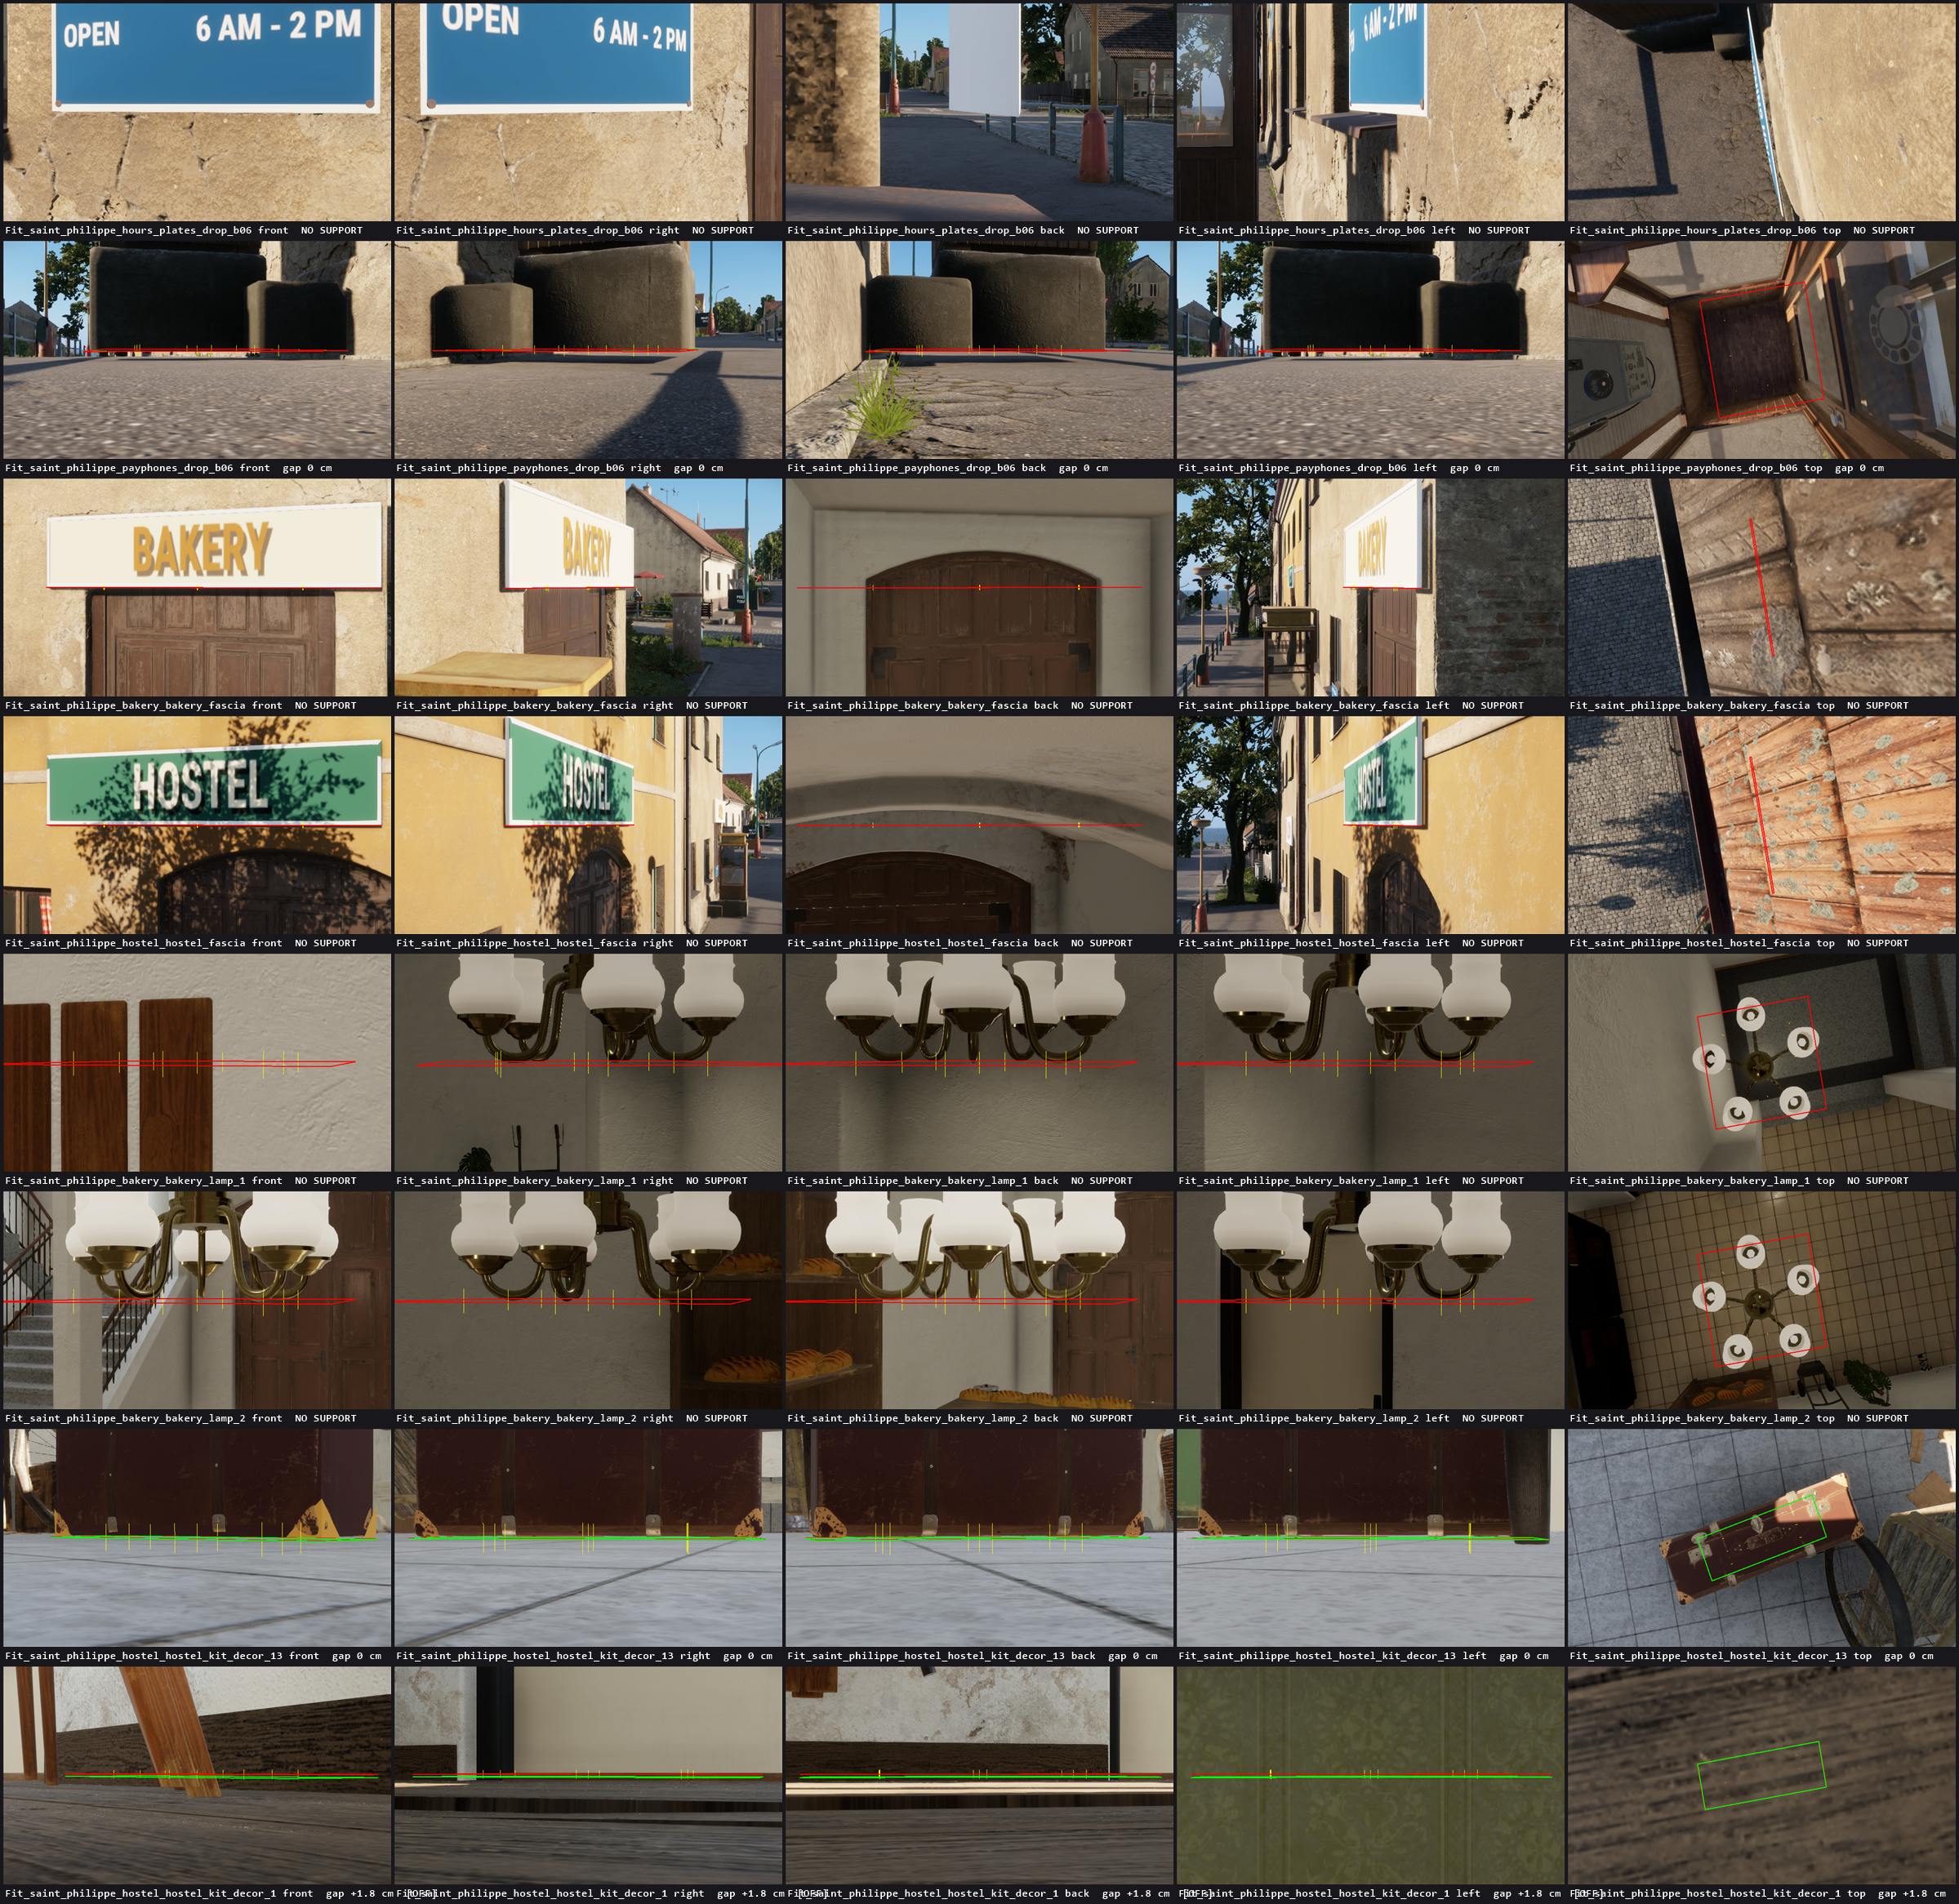 OPEN 6 AM - 2 PM
OPEN 6 AM - 2 PM
6 AM - 2 PM
Fit_saint_philippe_hours_plates_drop_b06 front NO SUPPORT
Fit_saint_philippe_hours_plates_drop_b06 right NO SUPPORT
Fit_saint_philippe_hours_plates_drop_b06 back NO SUPPORT
Fit_saint_philippe_hours_plates_drop_b06 left NO SUPPORT
Fit_saint_philippe_hours_plates_drop_b06 top NO SUPPORT
Fit_saint_philippe_payphones_drop_b06 front gap 0 cm
Fit_saint_philippe_payphones_drop_b06 right gap 0 cm
Fit_saint_philippe_payphones_drop_b06 back gap 0 cm
Fit_saint_philippe_payphones_drop_b06 left gap 0 cm
Fit_saint_philippe_payphones_drop_b06 top gap 0 cm
BAKERY
BAKERY
BAKERY
Fit_saint_philippe_bakery_bakery_fascia front NO SUPPORT
Fit_saint_philippe_bakery_bakery_fascia right NO SUPPORT
Fit_saint_philippe_bakery_bakery_fascia back NO SUPPORT
Fit_saint_philippe_bakery_bakery_fascia left NO SUPPORT
Fit_saint_philippe_bakery_bakery_fascia top NO SUPPORT
HOSTEL
HOSTEL
HOSTEL
Fit_saint_philippe_hostel_hostel_fascia front NO SUPPORT
Fit_saint_philippe_hostel_hostel_fascia right NO SUPPORT
Fit_saint_philippe_hostel_hostel_fascia back NO SUPPORT
Fit_saint_philippe_hostel_hostel_fascia left NO SUPPORT
Fit_saint_philippe_hostel_hostel_fascia top NO SUPPORT
Fit_saint_philippe_bakery_bakery_lamp_1 front NO SUPPORT
Fit_saint_philippe_bakery_bakery_lamp_1 right NO SUPPORT
Fit_saint_philippe_bakery_bakery_lamp_1 back NO SUPPORT
Fit_saint_philippe_bakery_bakery_lamp_1 left NO SUPPORT
Fit_saint_philippe_bakery_bakery_lamp_1 top NO SUPPORT
Fit_saint_philippe_bakery_bakery_lamp_2 front NO SUPPORT
Fit_saint_philippe_bakery_bakery_lamp_2 right NO SUPPORT
Fit_saint_philippe_bakery_bakery_lamp_2 back NO SUPPORT
Fit_saint_philippe_bakery_bakery_lamp_2 left NO SUPPORT
Fit_saint_philippe_bakery_bakery_lamp_2 top NO SUPPORT
Fit_saint_philippe_hostel_hostel_kit_decor_13 front gap 0 cm
Fit_saint_philippe_hostel_hostel_kit_decor_13 right gap 0 cm
Fit_saint_philippe_hostel_hostel_kit_decor_13 back gap 0 cm
Fit_saint_philippe_hostel_hostel_kit_decor_13 left gap 0 cm
Fit_saint_philippe_hostel_hostel_kit_decor_13 top gap 0 cm
Fit_saint_philippe_hostel_hostel_kit_decor_1 front gap +1.8 cm
Fit_saint_philippe_hostel_hostel_kit_decor_1 right gap +1.8 cm
Fit_saint_philippe_hostel_hostel_kit_decor_1 back gap +1.8 cm
Fit_saint_philippe_hostel_hostel_kit_decor_1 left gap +1.8 cm
Fit_saint_philippe_hostel_hostel_kit_decor_1 top gap +1.8 cm